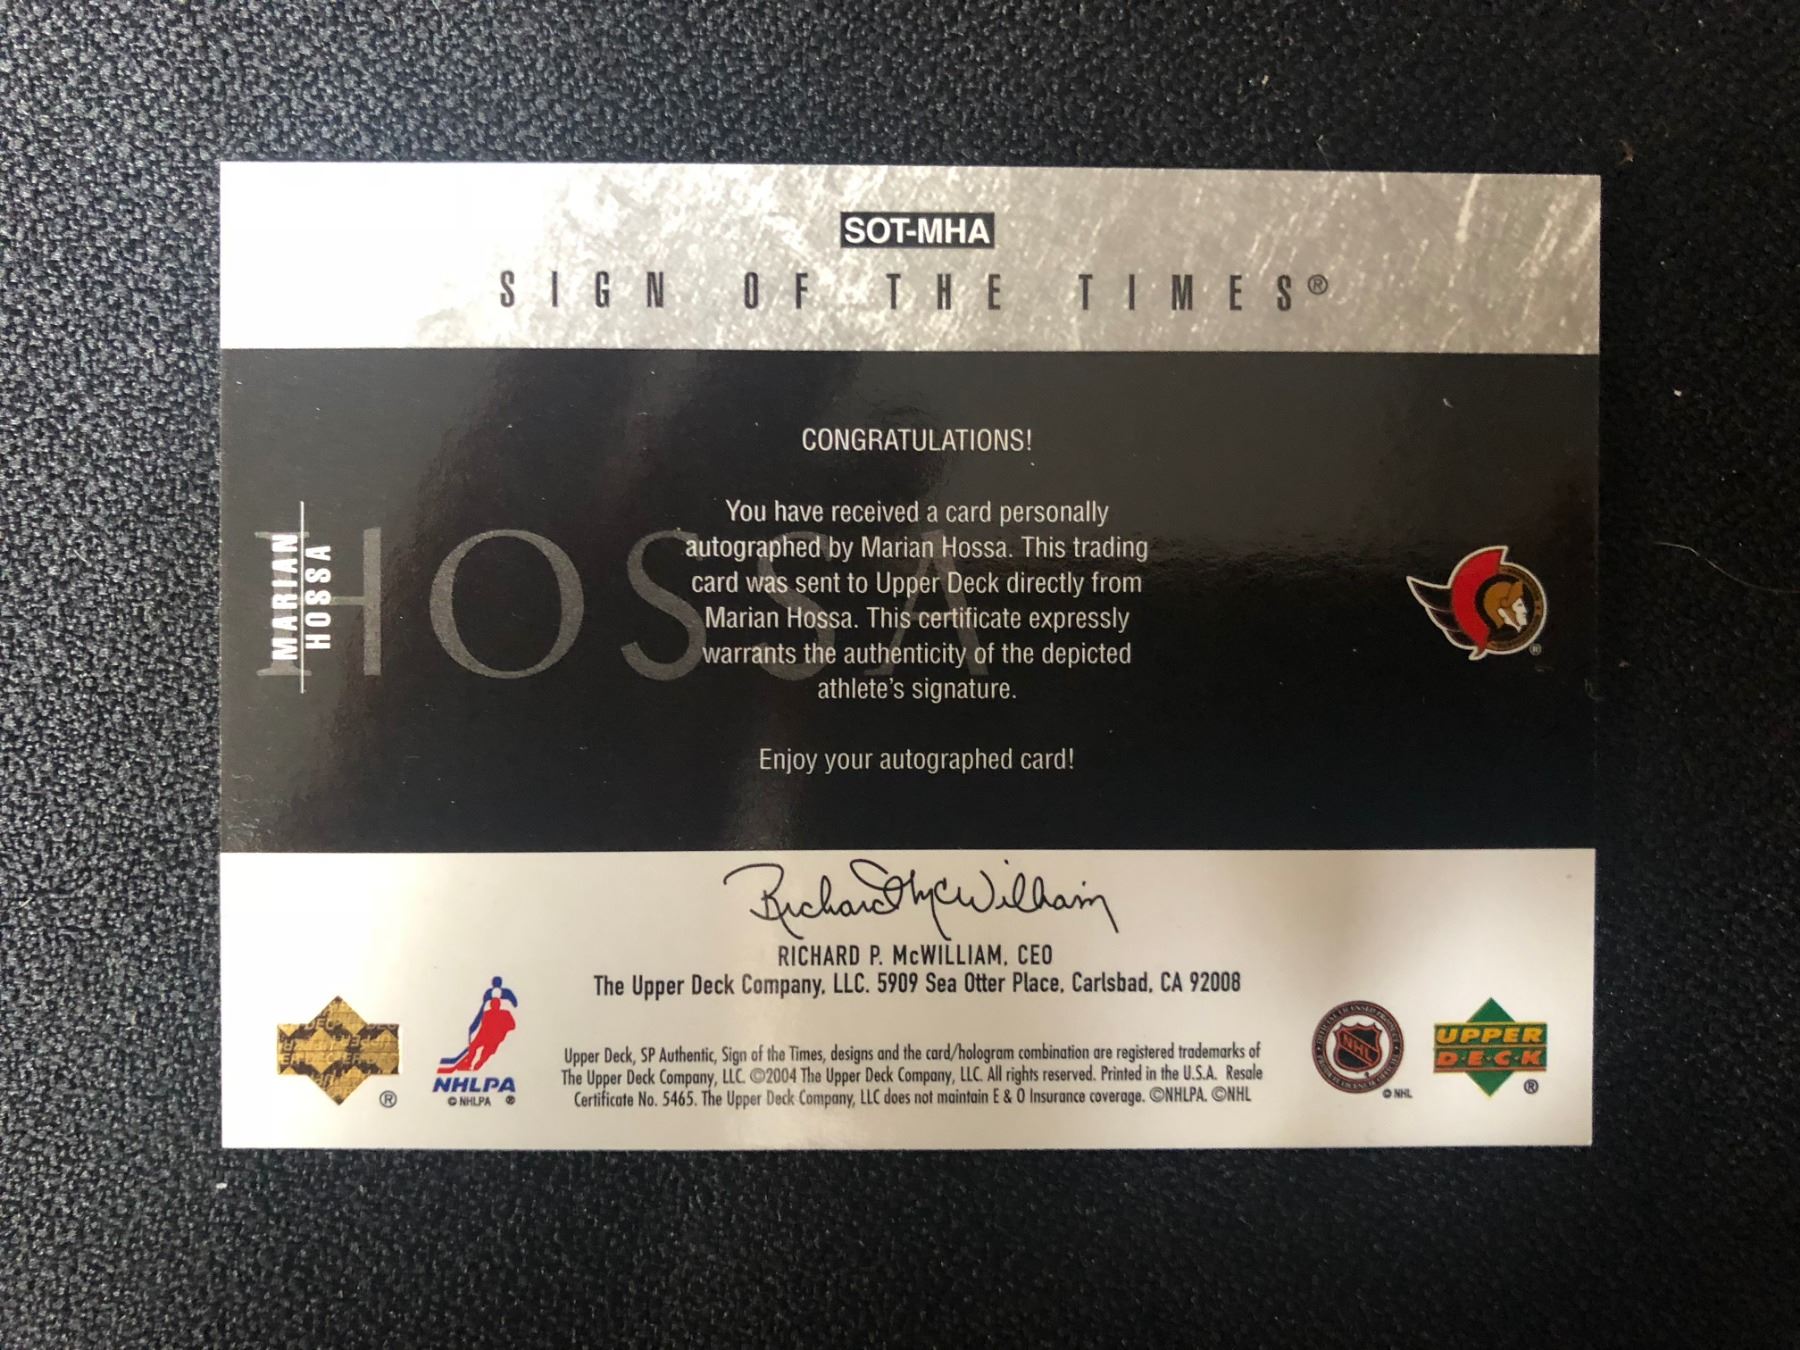 SOT-MHA
SIGN OF THE TIMES®
CONGRATULATIONS!
You have received a card personally
autographed by Marian Hossa. This trading
card was sent to Upper Deck directly from
Marian Hossa. This certificate expressly
warrants the authenticity of the depicted
athlete's signature.
Enjoy your autographed card!
MARIAN
HOSSA
HOSSA
®
Richard McWilliam
RICHARD P. McWILLIAM, CEO
The Upper Deck Company, LLC. 5909 Sea Otter Place, Carlsbad, CA 92008
Upper Deck, SP Authentic, Sign of the Times, designs and the card/hologram combination are registered trademarks of
The Upper Deck Company, LLC. ©2004 The Upper Deck Company, LLC. All rights reserved. Printed in the U.S.A. Resale
Certificate No. 5465. The Upper Deck Company, LLC does not maintain E & O Insurance coverage. ©NHLPA. ©NHL
®
NHLPA
© NHLPA ®
NHL
© NHL
UPPER
DECK
®